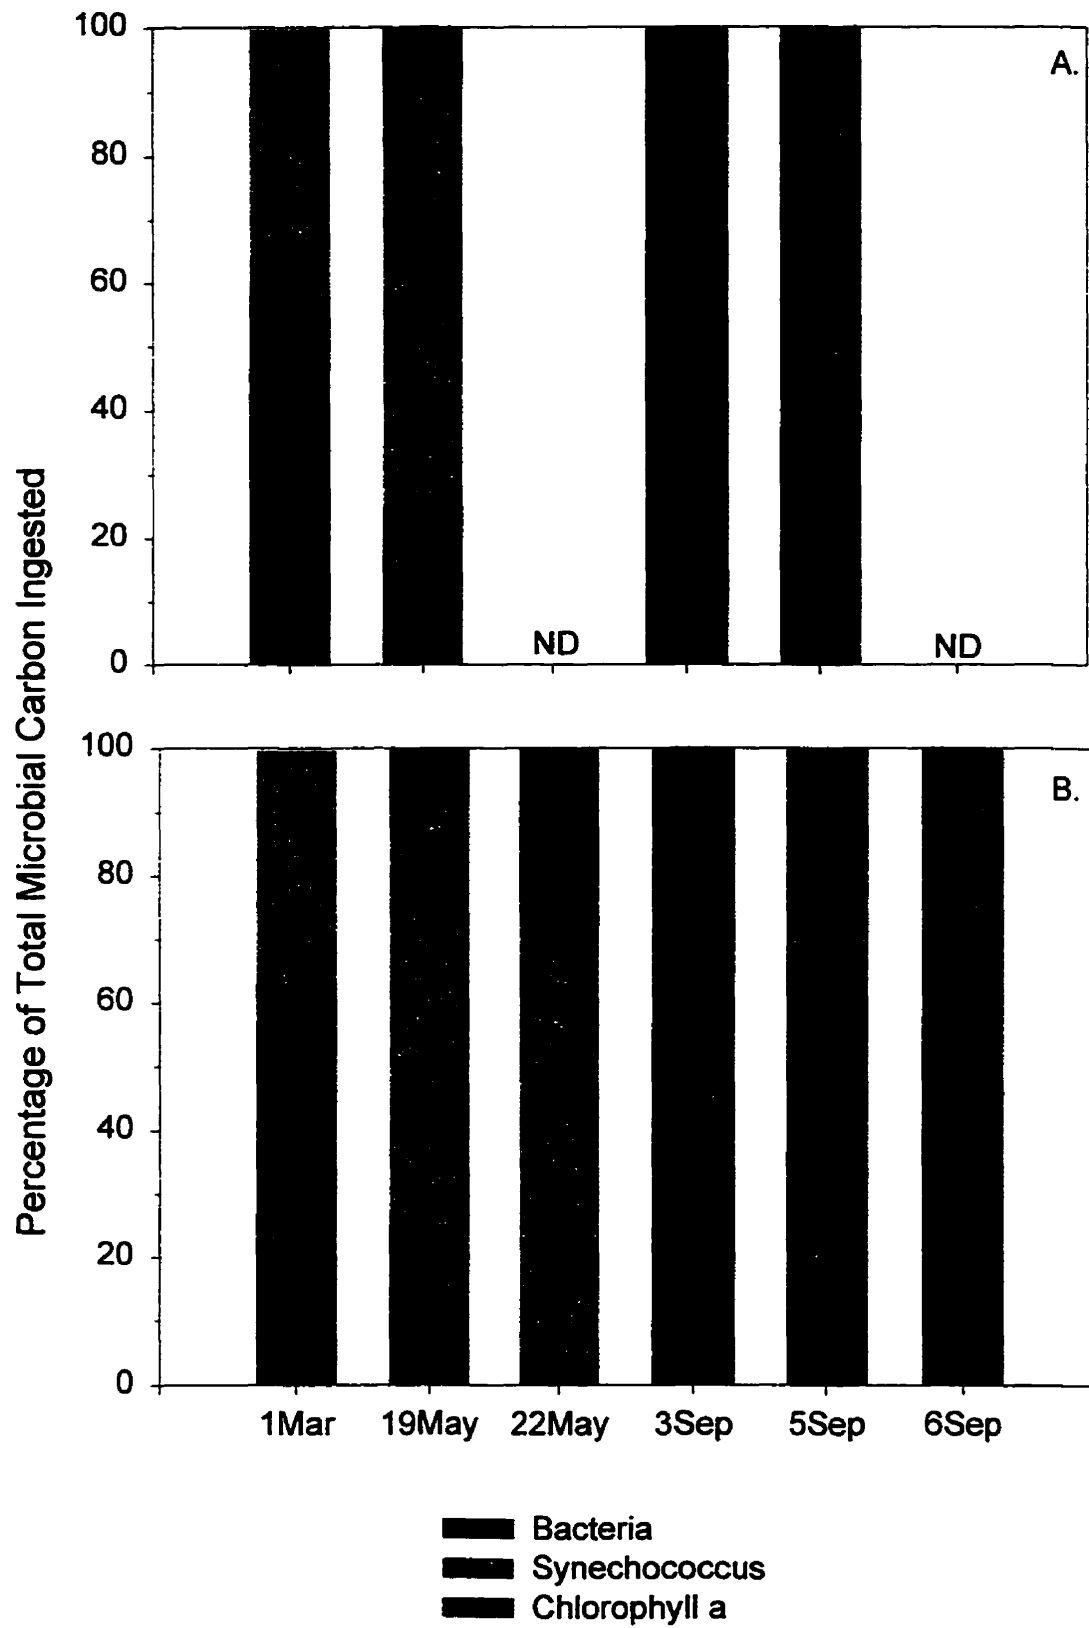 Percentage of Total Microbial Carbon Ingested
100
80
60
40
20
0
A.
ND
ND
100
80
60
40
20
0
B.
1Mar 19May 22May 3Sep 5Sep 6Sep
Bacteria
Synechococcus
Chlorophyll a